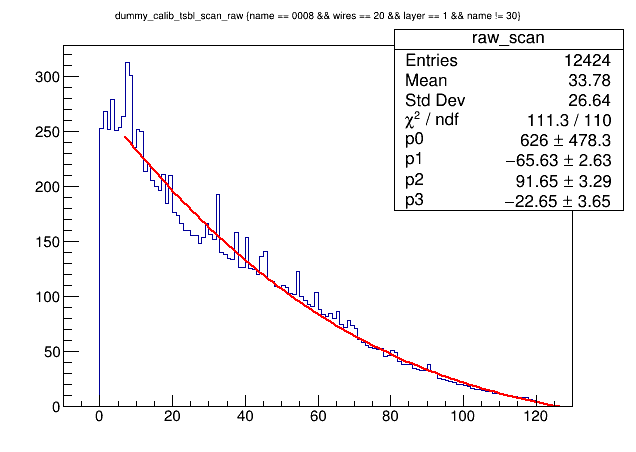 dummy_calib_tsbl_scan_raw {name == 0008 && wires == 20 && layer == 1 && name != 30}
raw_scan
Entries 12424
Mean 33.78
Std Dev 26.64
χ² / ndf 111.3 / 110
p0 626 ± 478.3
p1 −65.63 ± 2.63
p2 91.65 ± 3.29
p3 −22.65 ± 3.65
300
250
200
150
100
50
0
0 20 40 60 80 100 120